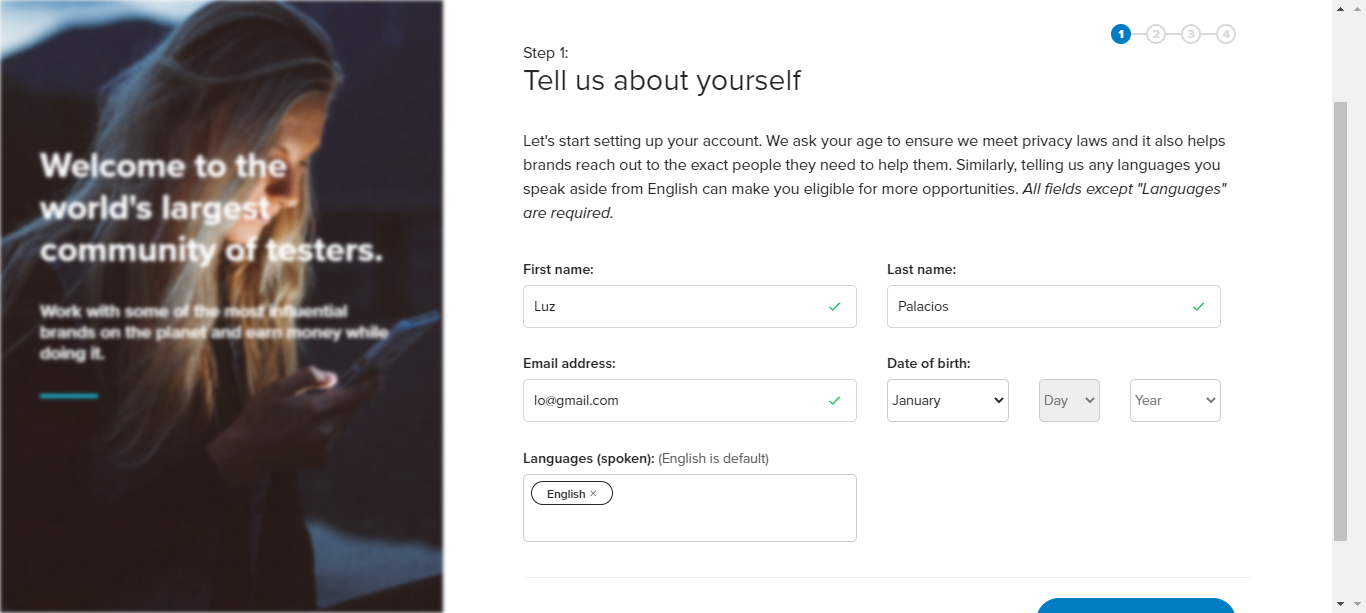 Welcome to the
world's largest
community of testers.
Work with some of the most influential
brands on the planet and earn money while
doing it.
1 2 3 4
Step 1:
Tell us about yourself
Let's start setting up your account. We ask your age to ensure we meet privacy laws and it also helps
brands reach out to the exact people they need to help them. Similarly, telling us any languages you
speak aside from English can make you eligible for more opportunities. All fields except "Languages"
are required.
First name: Last name:
Luz Palacios
Email address: Date of birth:
lo@gmail.com January Day Year
Languages (spoken): (English is default)
English ×